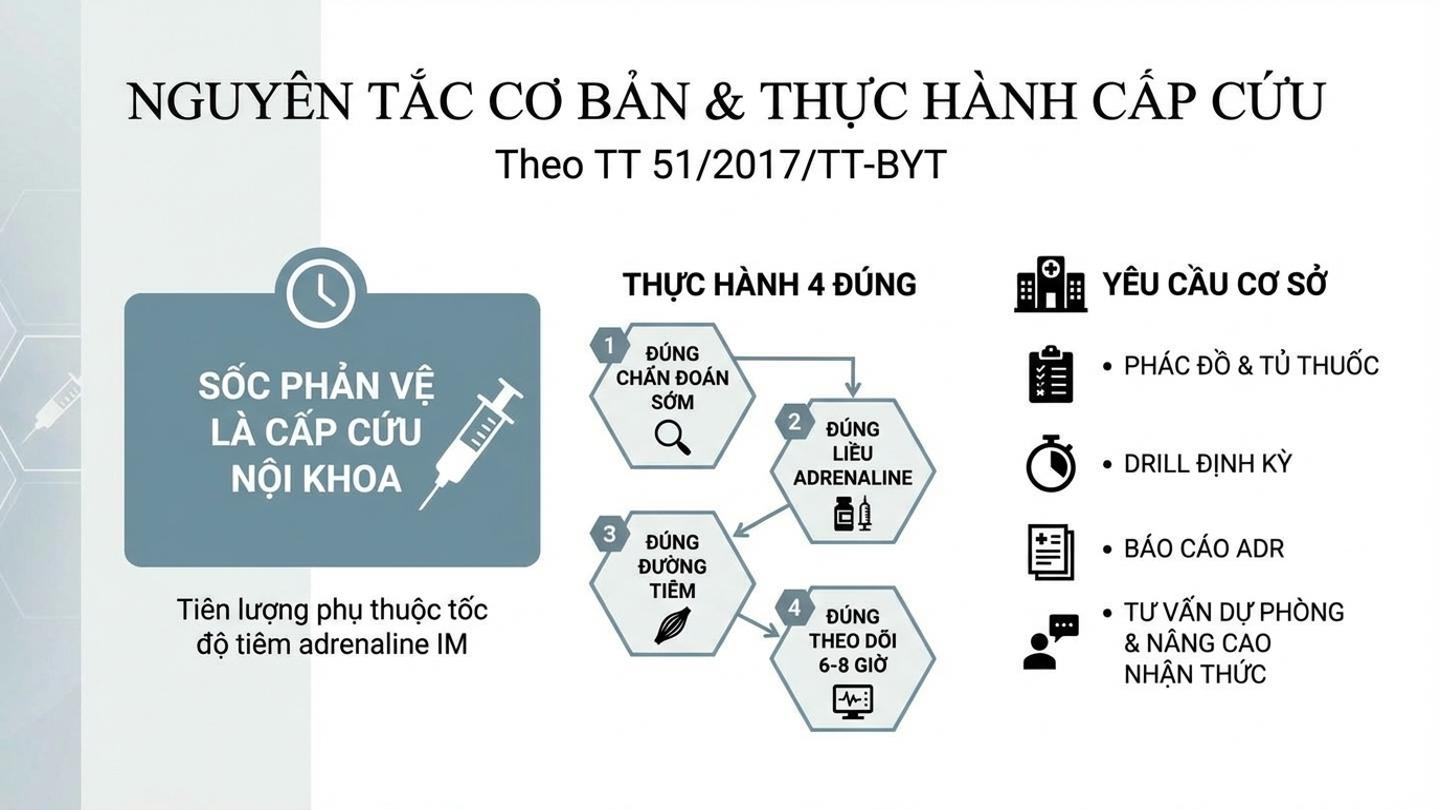 NGUYÊN TẮC CƠ BẢN & THỰC HÀNH CẤP CỨU
Theo TT 51/2017/TT-BYT
SỐC PHẢN VỆ
LÀ CẤP CỨU
NỘI KHOA
Tiên lượng phụ thuộc tốc
độ tiêm adrenaline IM
THỰC HÀNH 4 ĐÚNG
1
ĐÚNG
CHẨN ĐOÁN
SỚM
2
ĐÚNG
LIỀU
ADRENALINE
3
ĐÚNG
ĐƯỜNG
TIÊM
4
ĐÚNG
THEO DÕI
6-8 GIỜ
YÊU CẦU CƠ SỞ
• PHÁC ĐỒ & TỦ THUỐC
• DRILL ĐỊNH KỲ
• BÁO CÁO ADR
• TƯ VẤN DỰ PHÒNG
& NÂNG CAO
NHẬN THỨC